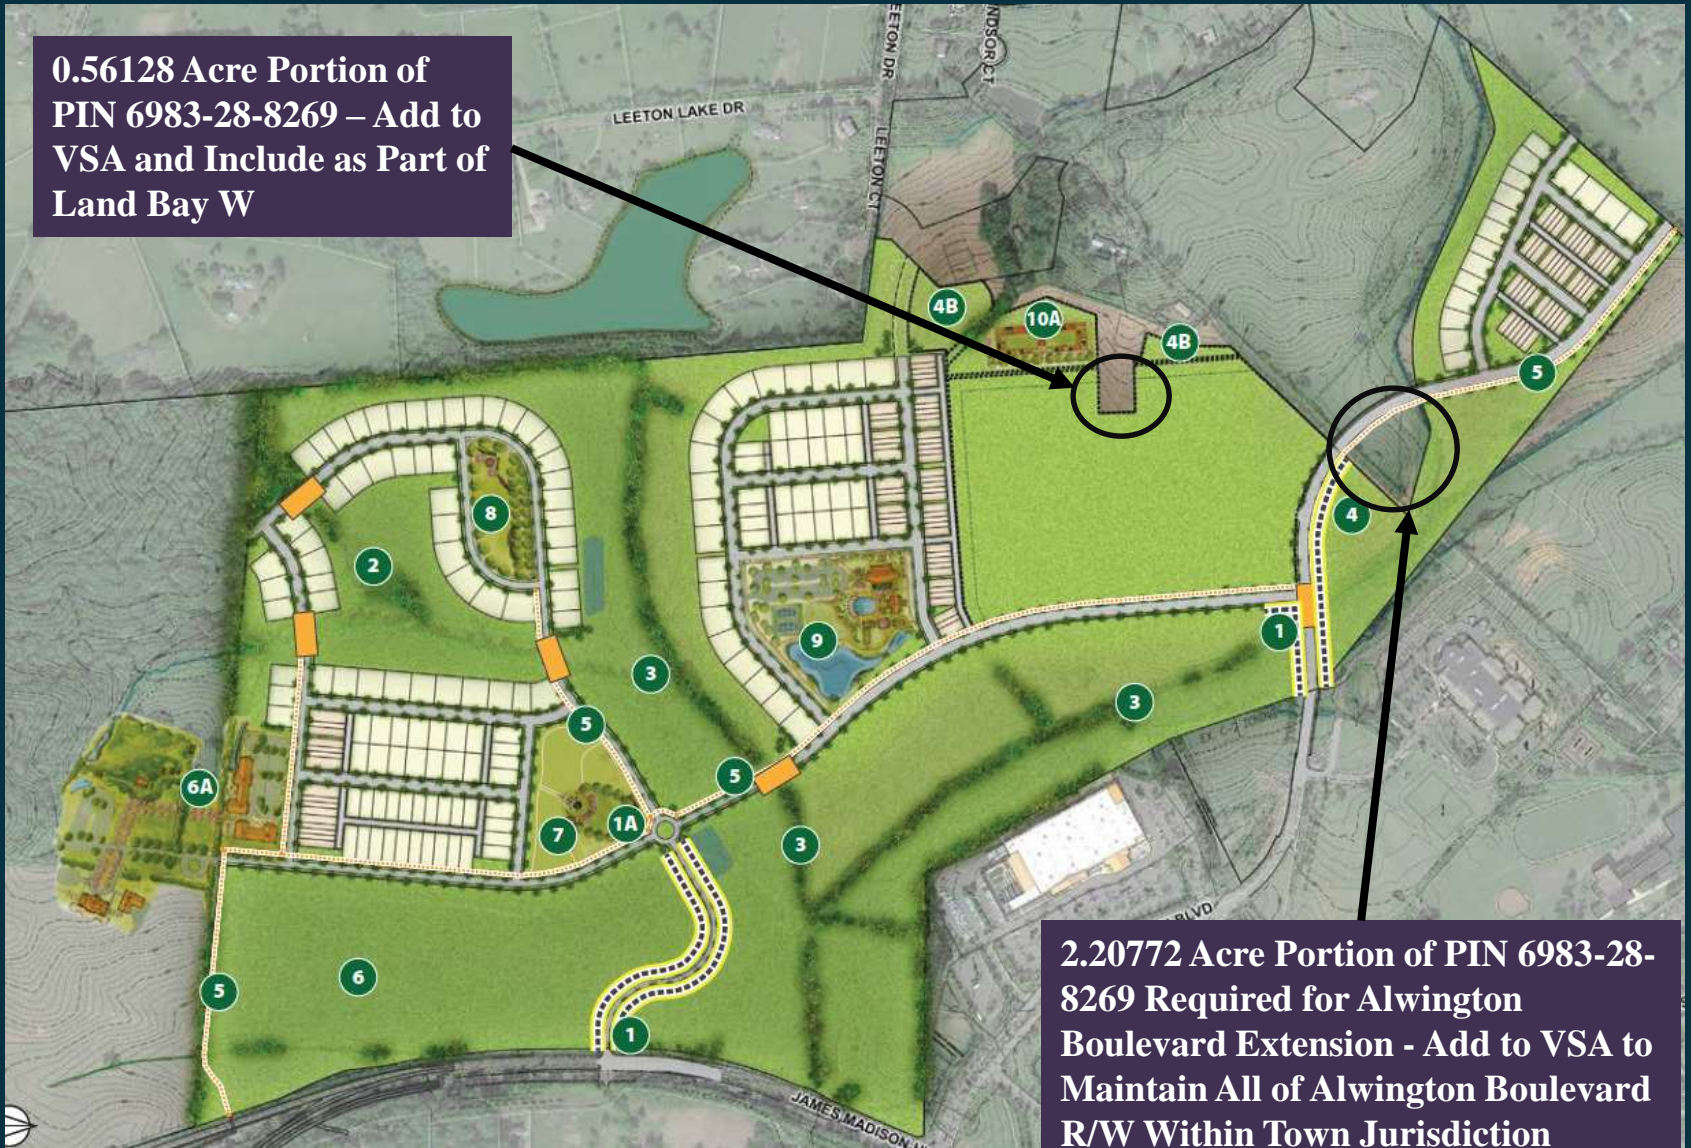 0.56128 Acre Portion of
PIN 6983-28-8269 – Add to
VSA and Include as Part of
Land Bay W
LEETON LAKE DR
LEETON CT
4B
10A
4B
5
4
8
2
9
1
3
3
5
5
6A
7
1A
3
BLVD
6
5
1
JAMES MADISON
2.20772 Acre Portion of PIN 6983-28-
8269 Required for Alwington
Boulevard Extension - Add to VSA to
Maintain All of Alwington Boulevard
R/W Within Town Jurisdiction